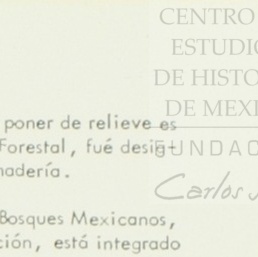 CENTRO
ESTUDIO
DE HISTO
DE MEXI
poner de relieve es
Forestal, fué desig-
FUNDAC
nadería.
Carlos
Bosques Mexicanos,
ción, está integrado